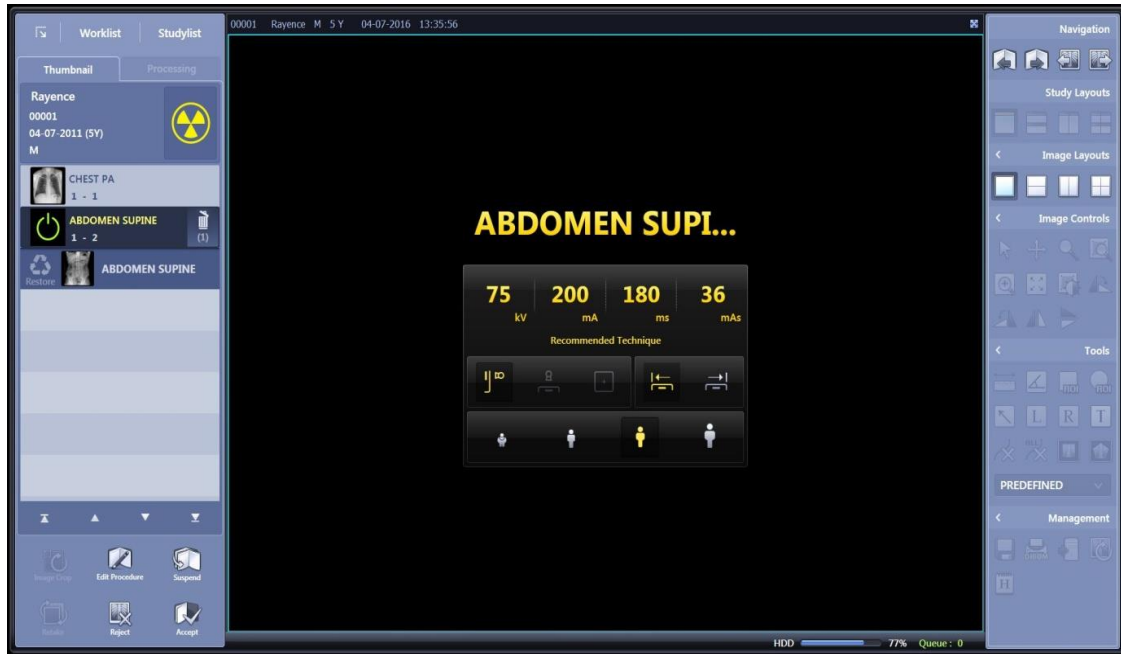 00001 Rayence M 5 Y 04-07-2016 13:35:56
Worklist
Studylist
Thumbnail
Processing
Rayence
00001
04-07-2011 (5Y)
M
CHEST PA
1 - 1
ABDOMEN SUPINE
1 - 2
(1)
Restore
ABDOMEN SUPINE
Image Crop
Edit Procedure
Suspend
Retake
Reject
Accept
ABDOMEN SUPI...
75 kV
200 mA
180 ms
36 mAs
Recommended Technique
HDD 77% Queue : 0
Navigation
Study Layouts
Image Layouts
Image Controls
Tools
L R T
PREDEFINED
Management
H